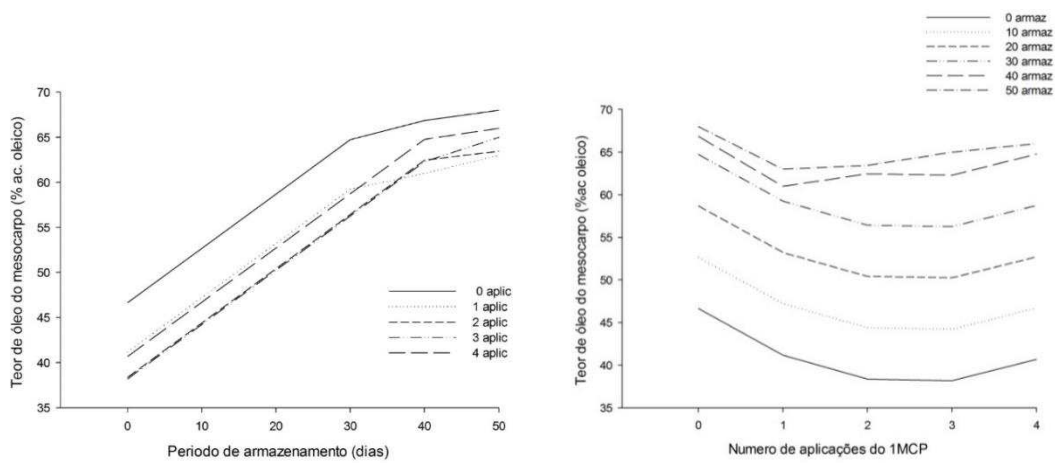 Teor de óleo do mesocarpo (% ac. oleico)
70
65
60
55
50
45
40
35
0 aplic
1 aplic
2 aplic
3 aplic
4 aplic
0 10 20 30 40 50
Periodo de armazenamento (dias)
0 armaz
10 armaz
20 armaz
30 armaz
40 armaz
50 armaz
Teor de óleo do mesocarpo (%ac oleico)
70
65
60
55
50
45
40
35
0 1 2 3 4
Numero de aplicações do 1MCP